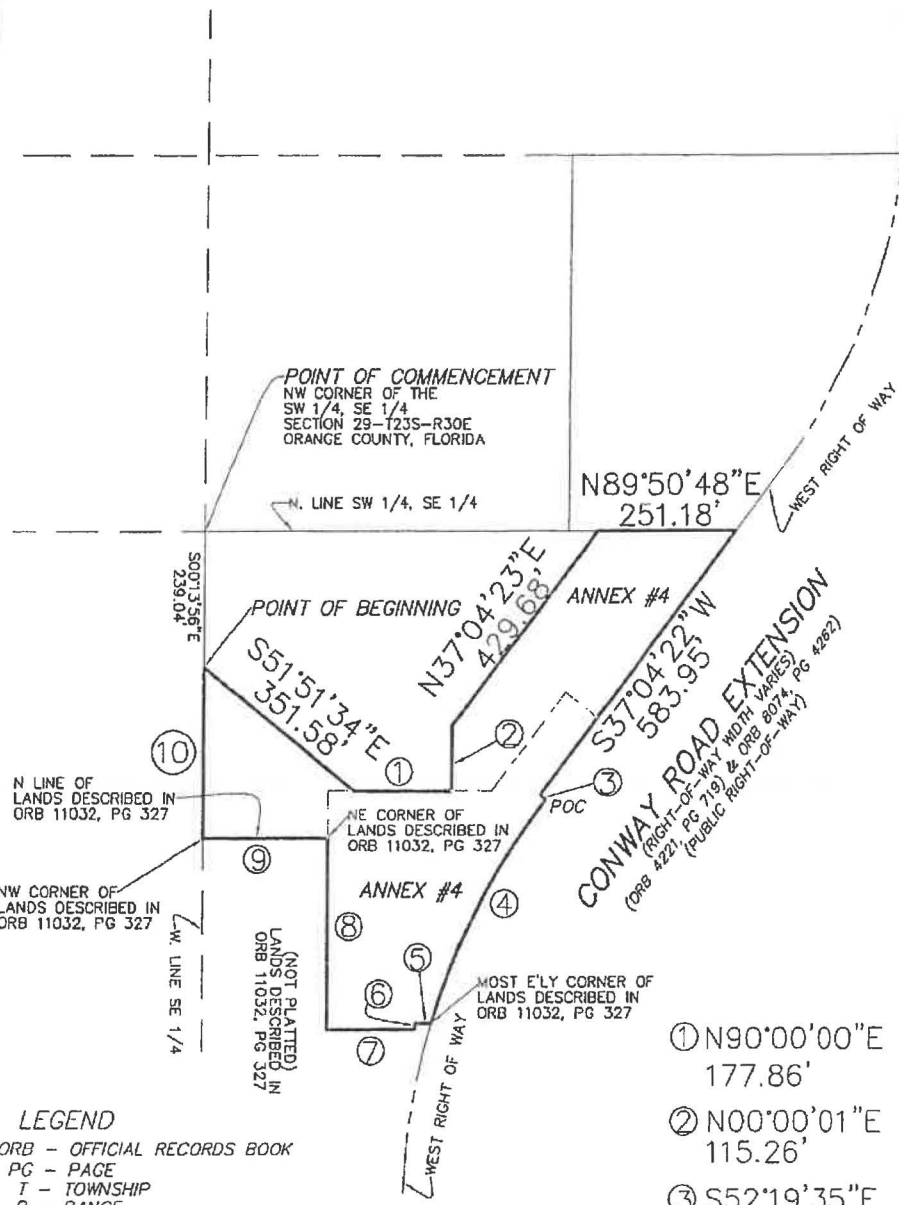 POINT OF COMMENCEMENT
NW CORNER OF THE
SW 1/4, SE 1/4
SECTION 29-T23S-R30E
ORANGE COUNTY, FLORIDA
N. LINE SW 1/4, SE 1/4
N89°50'48"E
251.18'
WEST RIGHT OF WAY
S00°13'56"E
239.04'
POINT OF BEGINNING
S51°51'34"E
351.58'
N37°04'23"E
429.68'
ANNEX #4
S37°04'22"W
583.95'
CONWAY ROAD EXTENSION
(RIGHT-OF-WAY WIDTH VARIES)
(ORB 4221, PG 719) & ORB 8074, PG 4262)
(PUBLIC RIGHT-OF-WAY)
①
②
③
POC
⑩
N LINE OF
LANDS DESCRIBED IN
ORB 11032, PG 327
NE CORNER OF
LANDS DESCRIBED IN
ORB 11032, PG 327
⑨
NW CORNER OF
LANDS DESCRIBED IN
ORB 11032, PG 327
ANNEX #4
④
⑧
W. LINE SE 1/4
(NOT PLATTED)
LANDS DESCRIBED IN
ORB 11032, PG 327
⑤
⑥
⑦
MOST E'LY CORNER OF
LANDS DESCRIBED IN
ORB 11032, PG 327
WEST RIGHT OF WAY
① N90°00'00"E
177.86'
② N00°00'01"E
115.26'
③ S52°19'35"E
LEGEND
ORB - OFFICIAL RECORDS BOOK
PG - PAGE
T - TOWNSHIP
R - RANGE